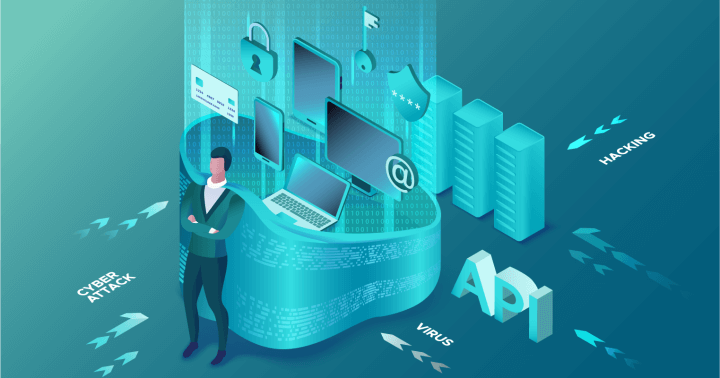 ****
@
HACKING
CYBER
ATTACK
API
VIRUS